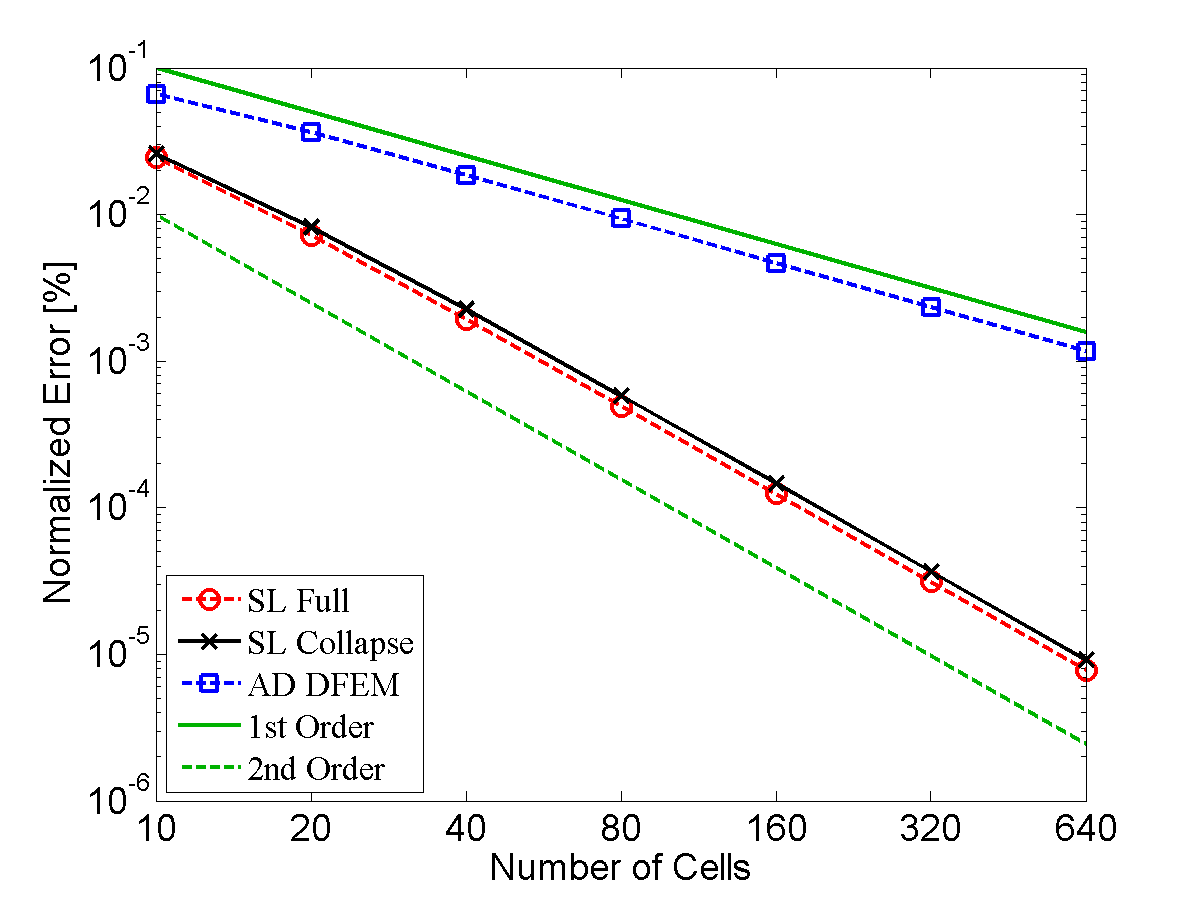 10^-1
10^-2
10^-3
10^-4
10^-5
10^-6
Normalized Error [%]
SL Full
SL Collapse
AD DFEM
1st Order
2nd Order
10 20 40 80 160 320 640
Number of Cells